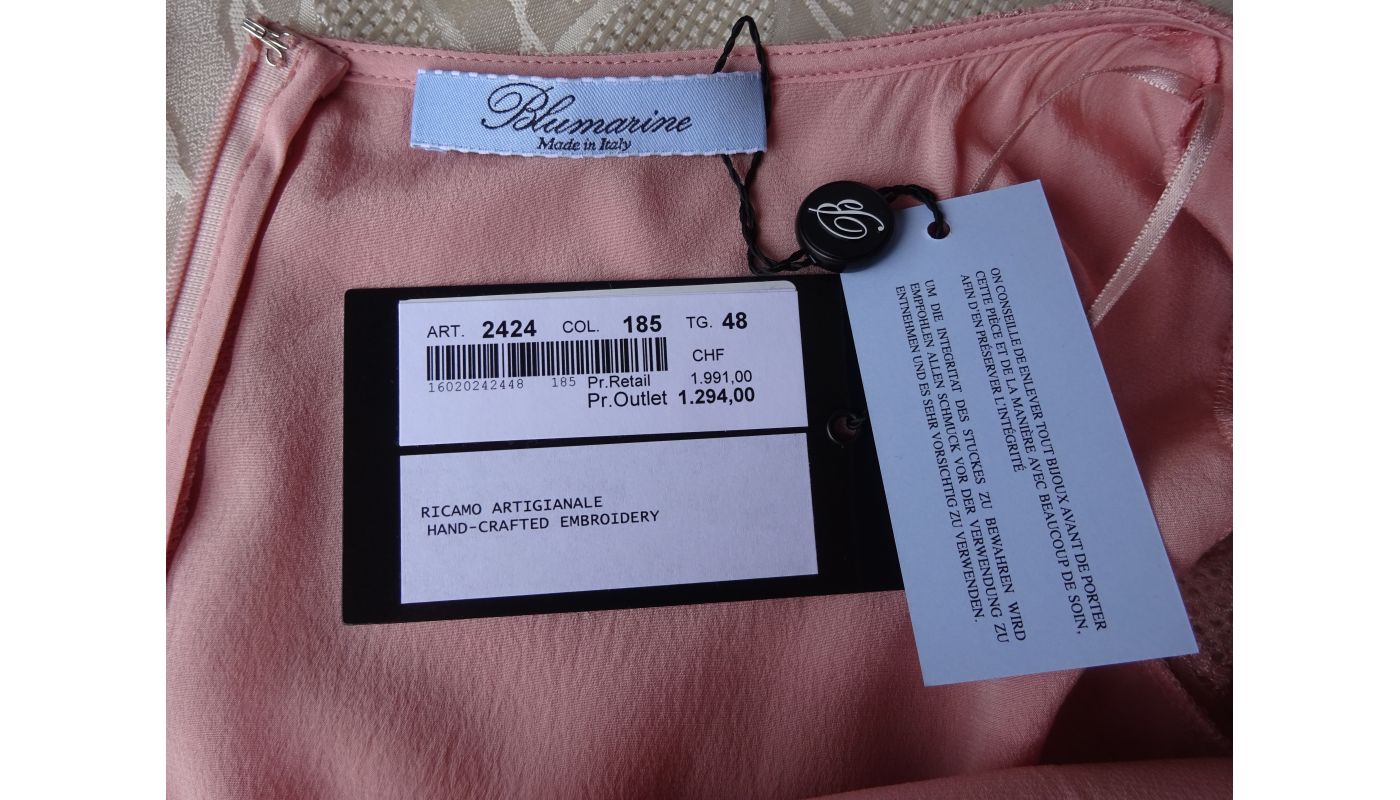 Blumarine
Made in Italy
B
ART. 2424 COL. 185 TG. 48
CHF
16020242448 185 Pr.Retail 1.991,00
Pr.Outlet 1.294,00
RICAMO ARTIGIANALE
HAND-CRAFTED EMBROIDERY
ON CONSEILLE DE ENLEVER TOUT BIJOUX AVANT DE PORTER
CETTE PIÈCE ET DE LA MANIÈRE AVEC BEAUCOUP DE SOIN,
AFIN D'EN PRÉSERVER L'INTÉGRITÉ
UM DIE INTEGRITAT DES STUCKES ZU BEWAHREN WIRD
EMPFOHLEN ALLEN SCHMUCK VOR DER VERWENDUNG ZU
ENTNEHMEN UND ES SEHR VORSICHTIG ZU VERWENDEN.